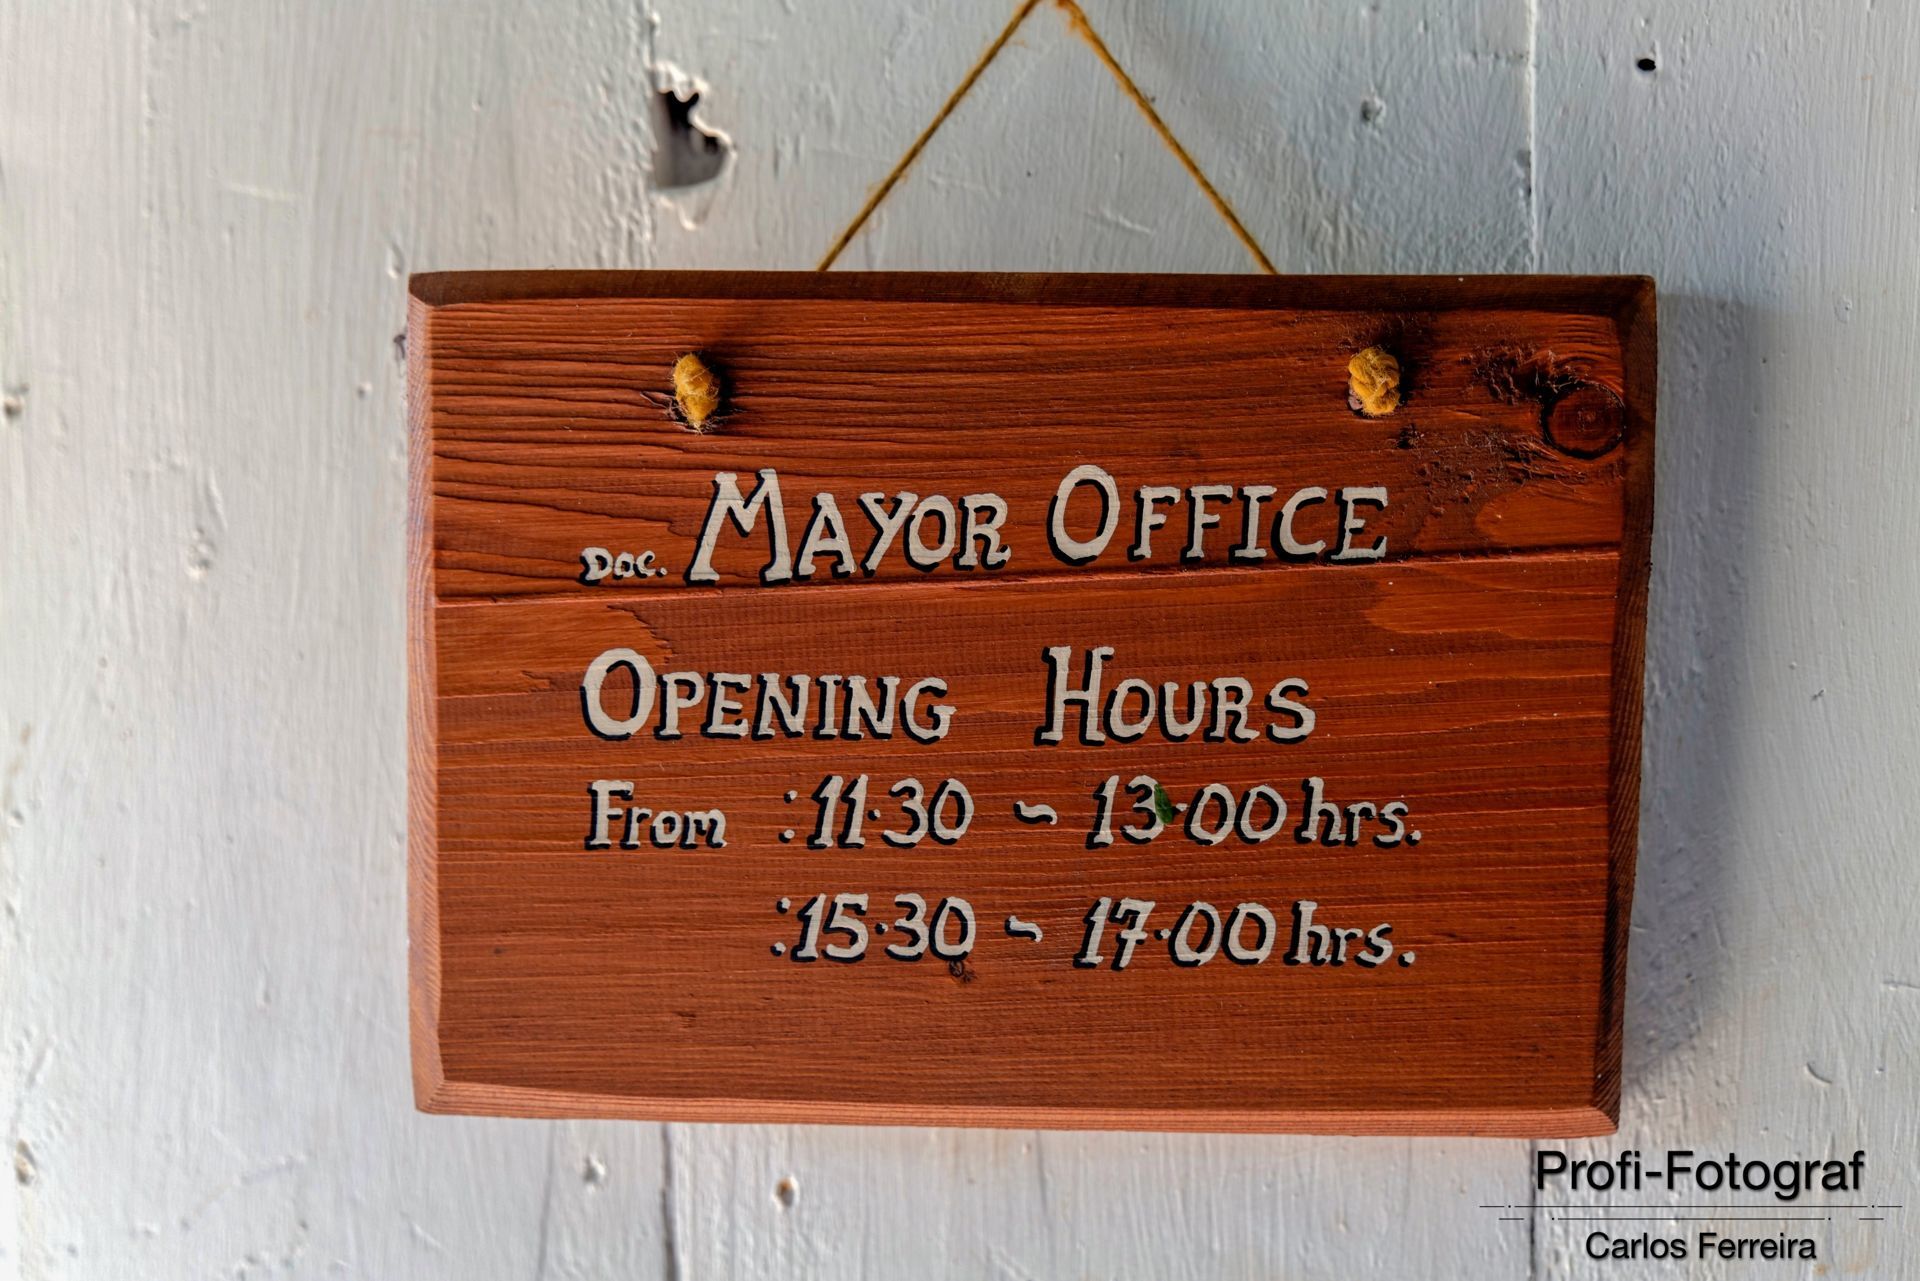 Doc. MAYOR OFFICE
OPENING HOURS
From :11·30 ~ 13·00 hrs.
:15·30 ~ 17·00 hrs.
Profi-Fotograf
Carlos Ferreira